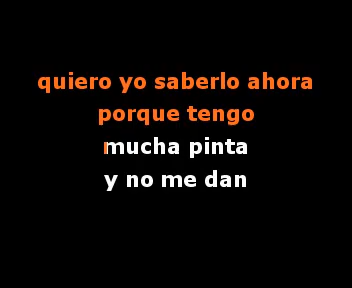 quiero yo saberlo ahora
porque tengo
mucha pinta
y no me dan